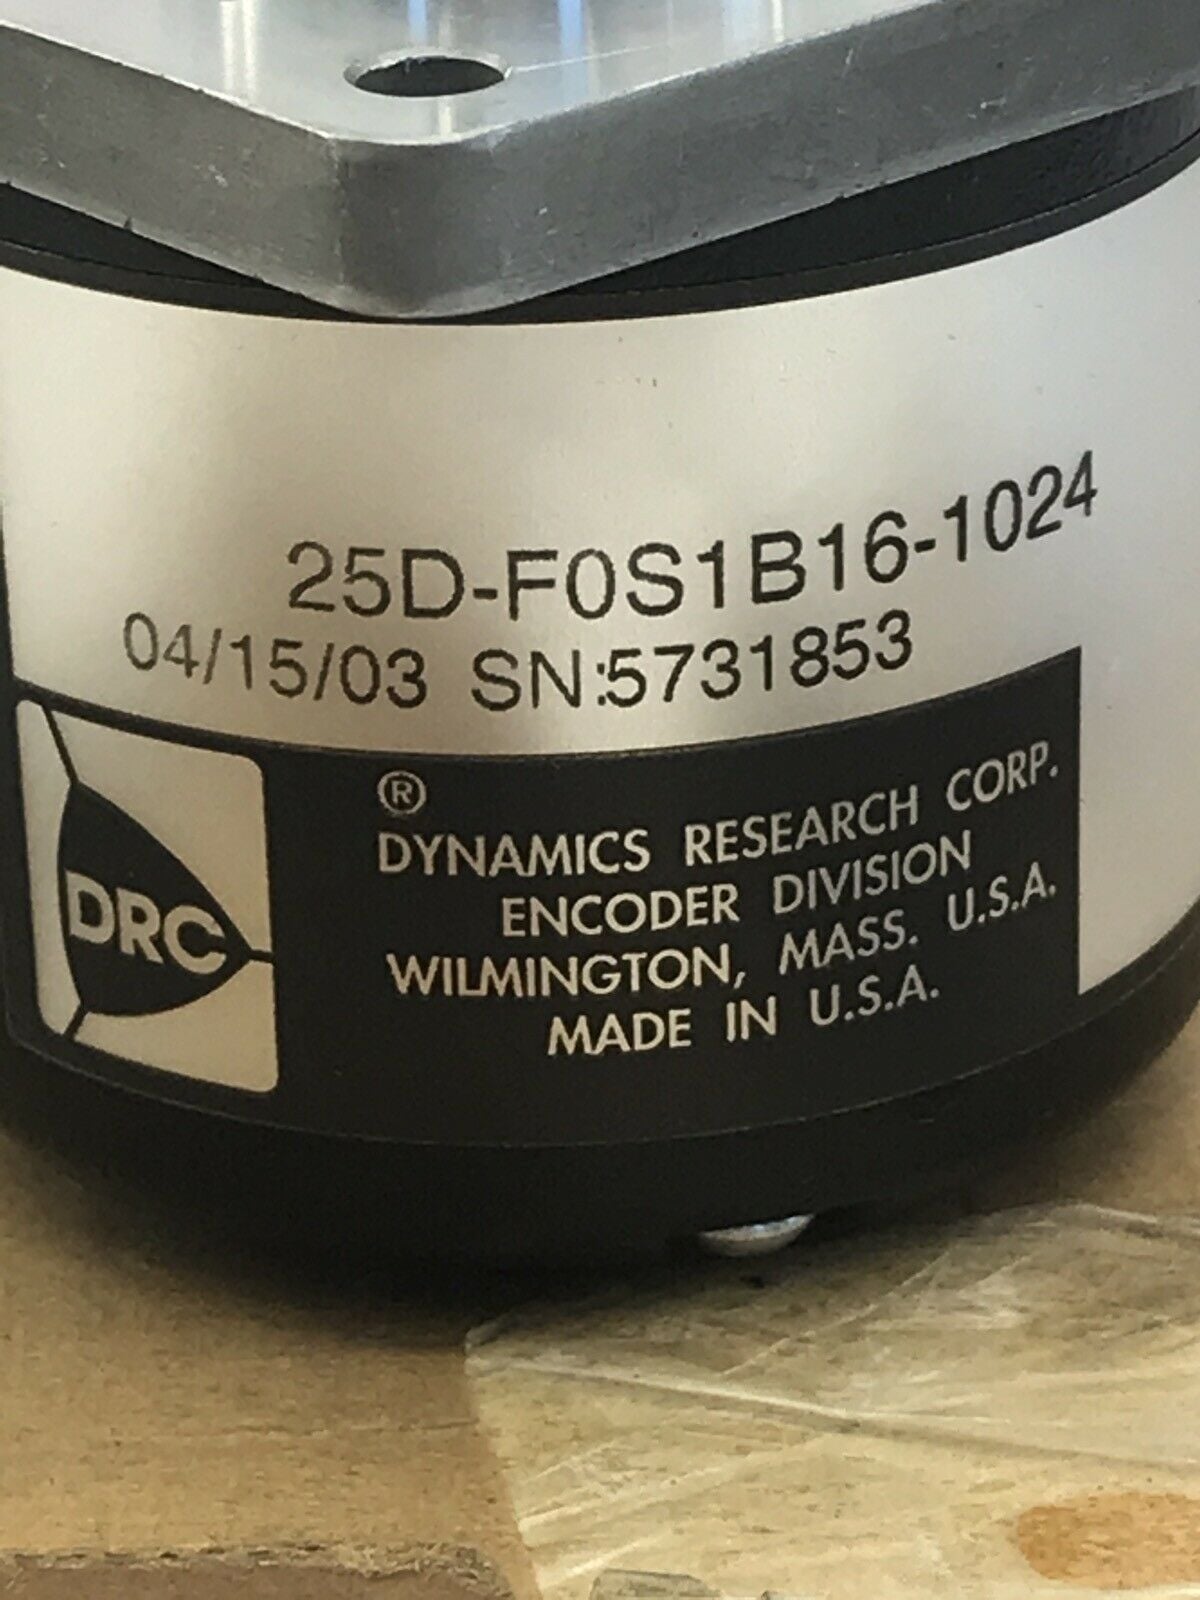 25D-F0S1B16-1024
04/15/03 SN:5731853
DRC
®
DYNAMICS RESEARCH CORP.
ENCODER DIVISION
WILMINGTON, MASS. U.S.A.
MADE IN U.S.A.